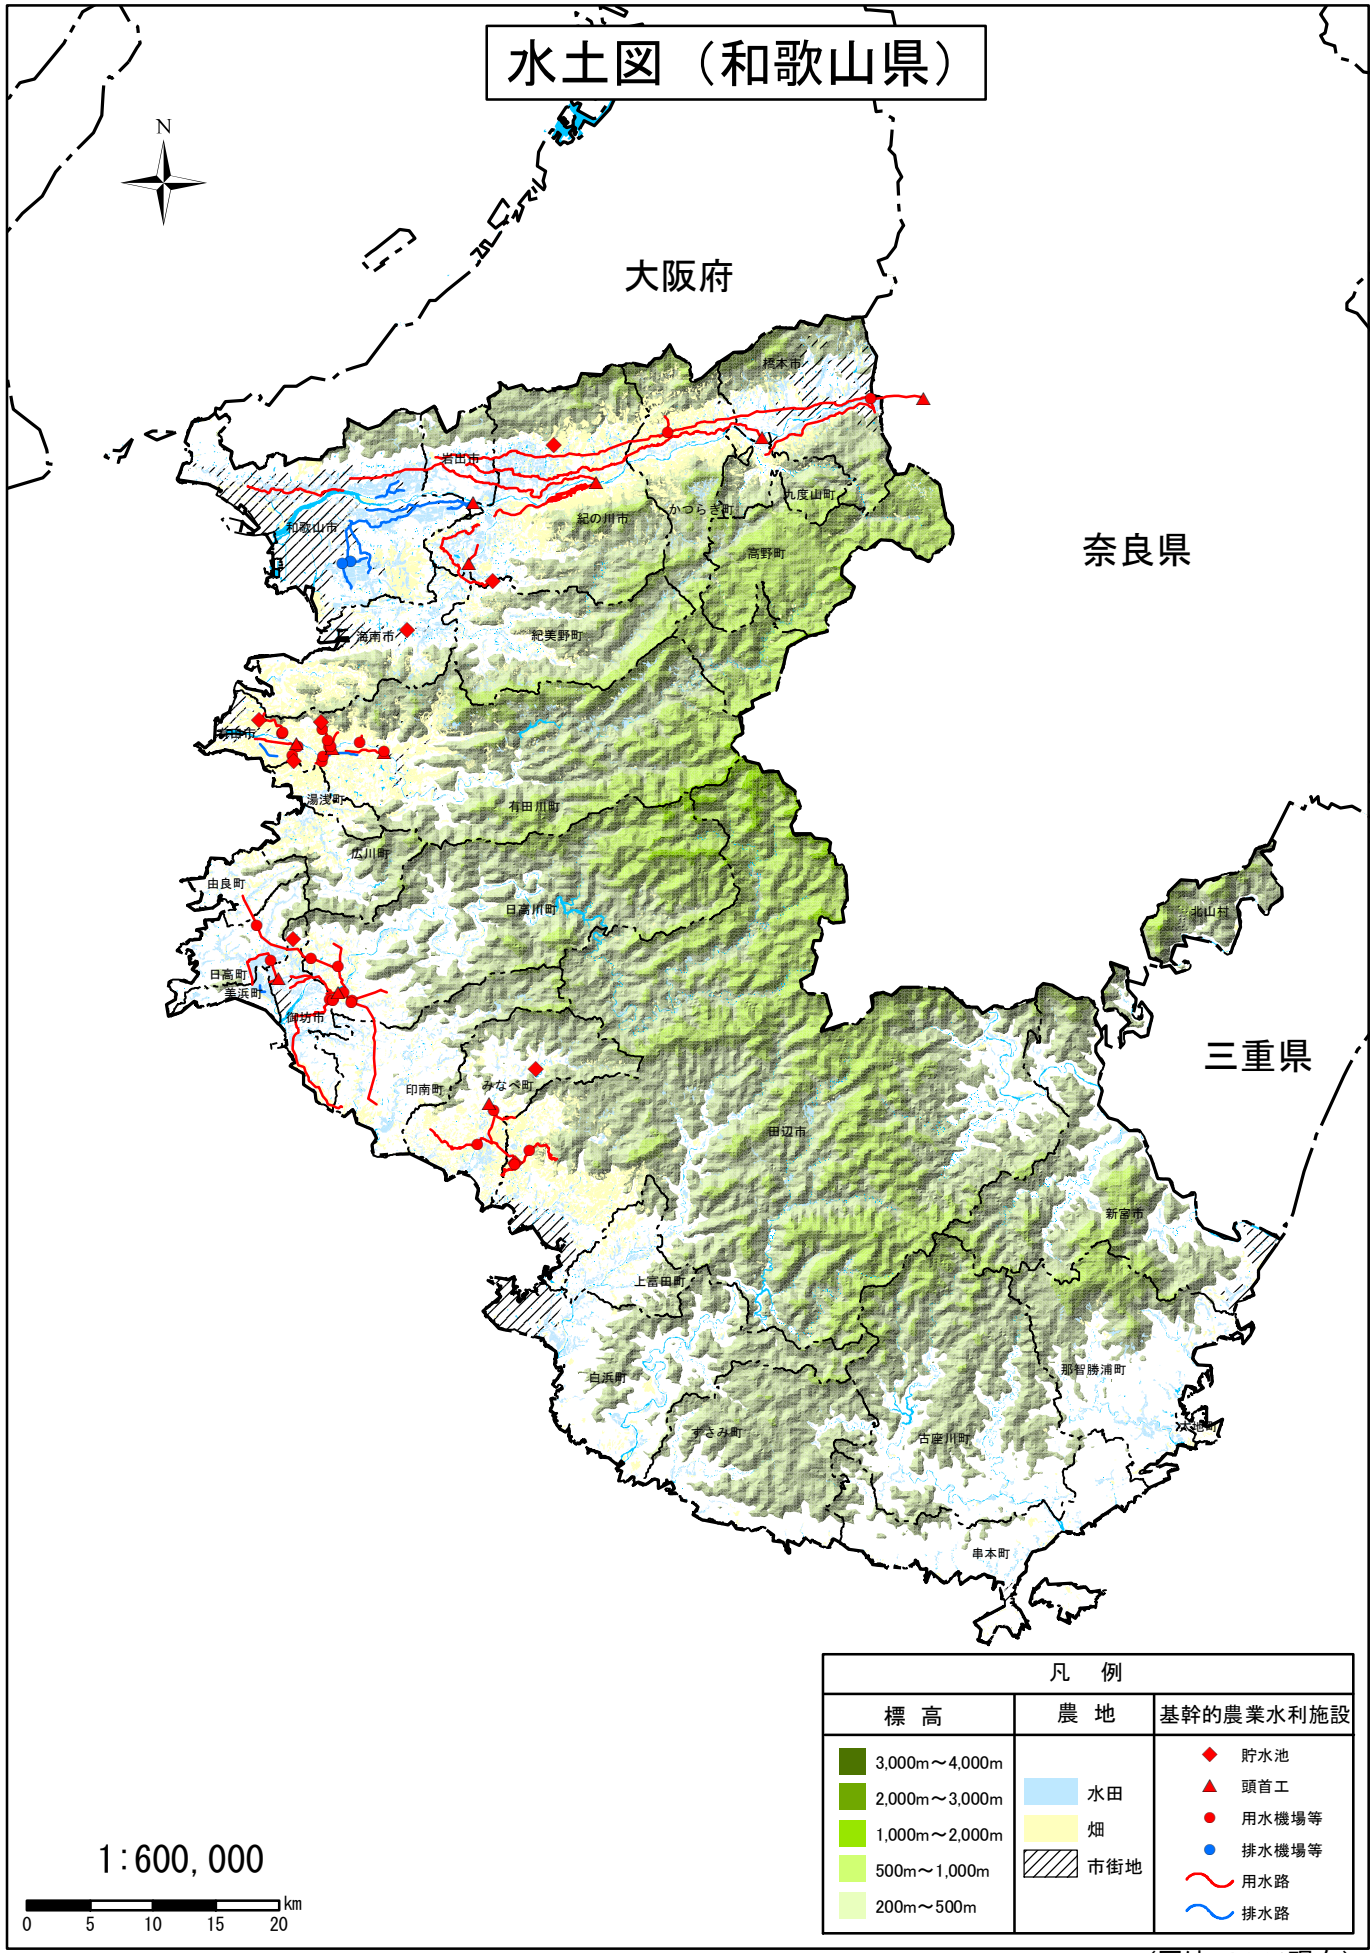 水土図（和歌山県）
N
大阪府
橋本市
岩出市
和歌山市
紀の川市
かつらぎ町
九度山町
高野町
奈良県
海南市
紀美野町
有田市
湯浅町
有田川町
広川町
由良町
日高川町
北山村
日高町
美浜町
御坊市
三重県
印南町
みなべ町
田辺市
新宮市
上富田町
白浜町
那智勝浦町
すさみ町
古座川町
太地町
串本町
凡　例
標　高
農　地
基幹的農業水利施設
3,000m～4,000m
2,000m～3,000m
1,000m～2,000m
500m～1,000m
200m～500m
水田
畑
市街地
貯水池
頭首工
用水機場等
排水機場等
用水路
排水路
1:600,000
km
0 5 10 15 20